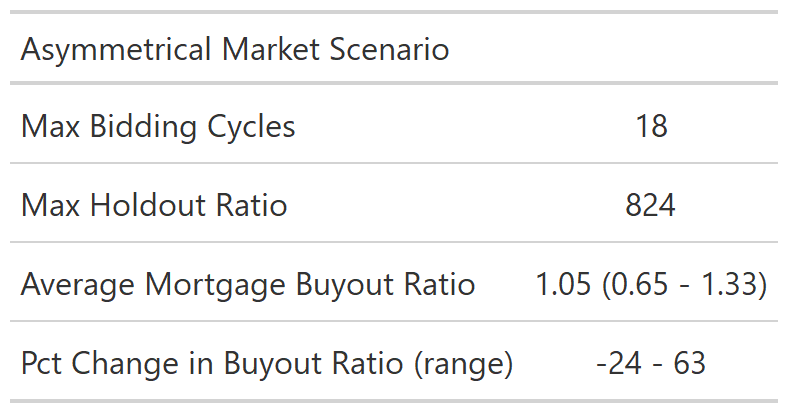 Asymmetrical Market Scenario
Max Bidding Cycles 18
Max Holdout Ratio 824
Average Mortgage Buyout Ratio 1.05 (0.65 - 1.33)
Pct Change in Buyout Ratio (range) -24 - 63